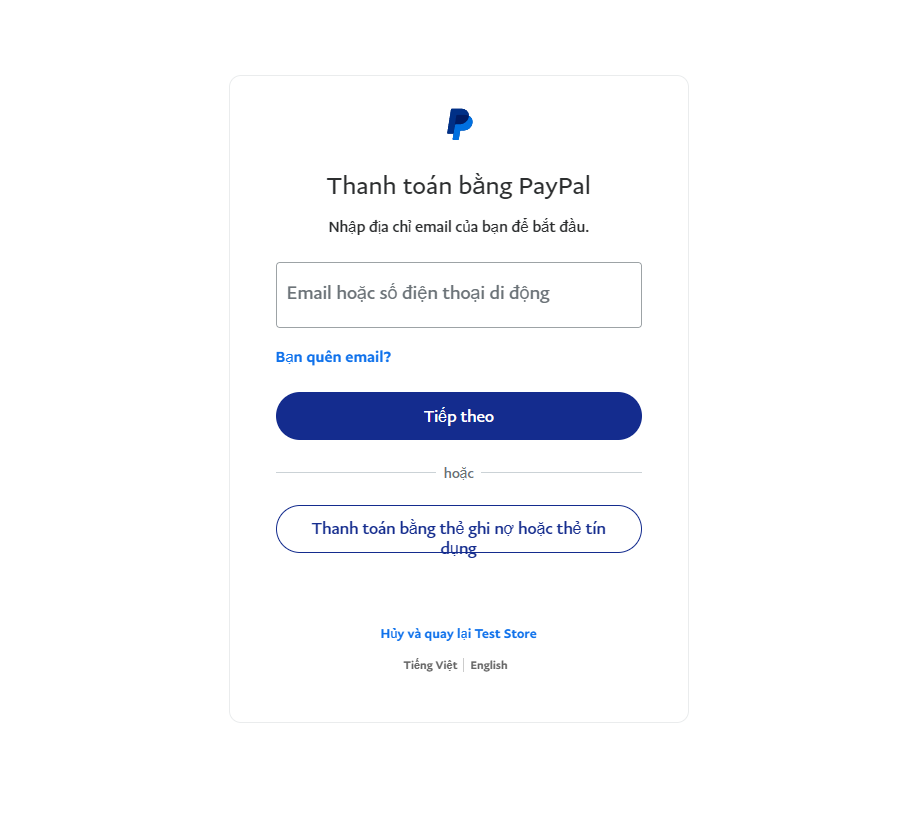 Thanh toán bằng PayPal
Nhập địa chỉ email của bạn để bắt đầu.
Email hoặc số điện thoại di động
Bạn quên email?
Tiếp theo
hoặc
Thanh toán bằng thẻ ghi nợ hoặc thẻ tín
dụng
Hủy và quay lại Test Store
Tiếng Việt | English